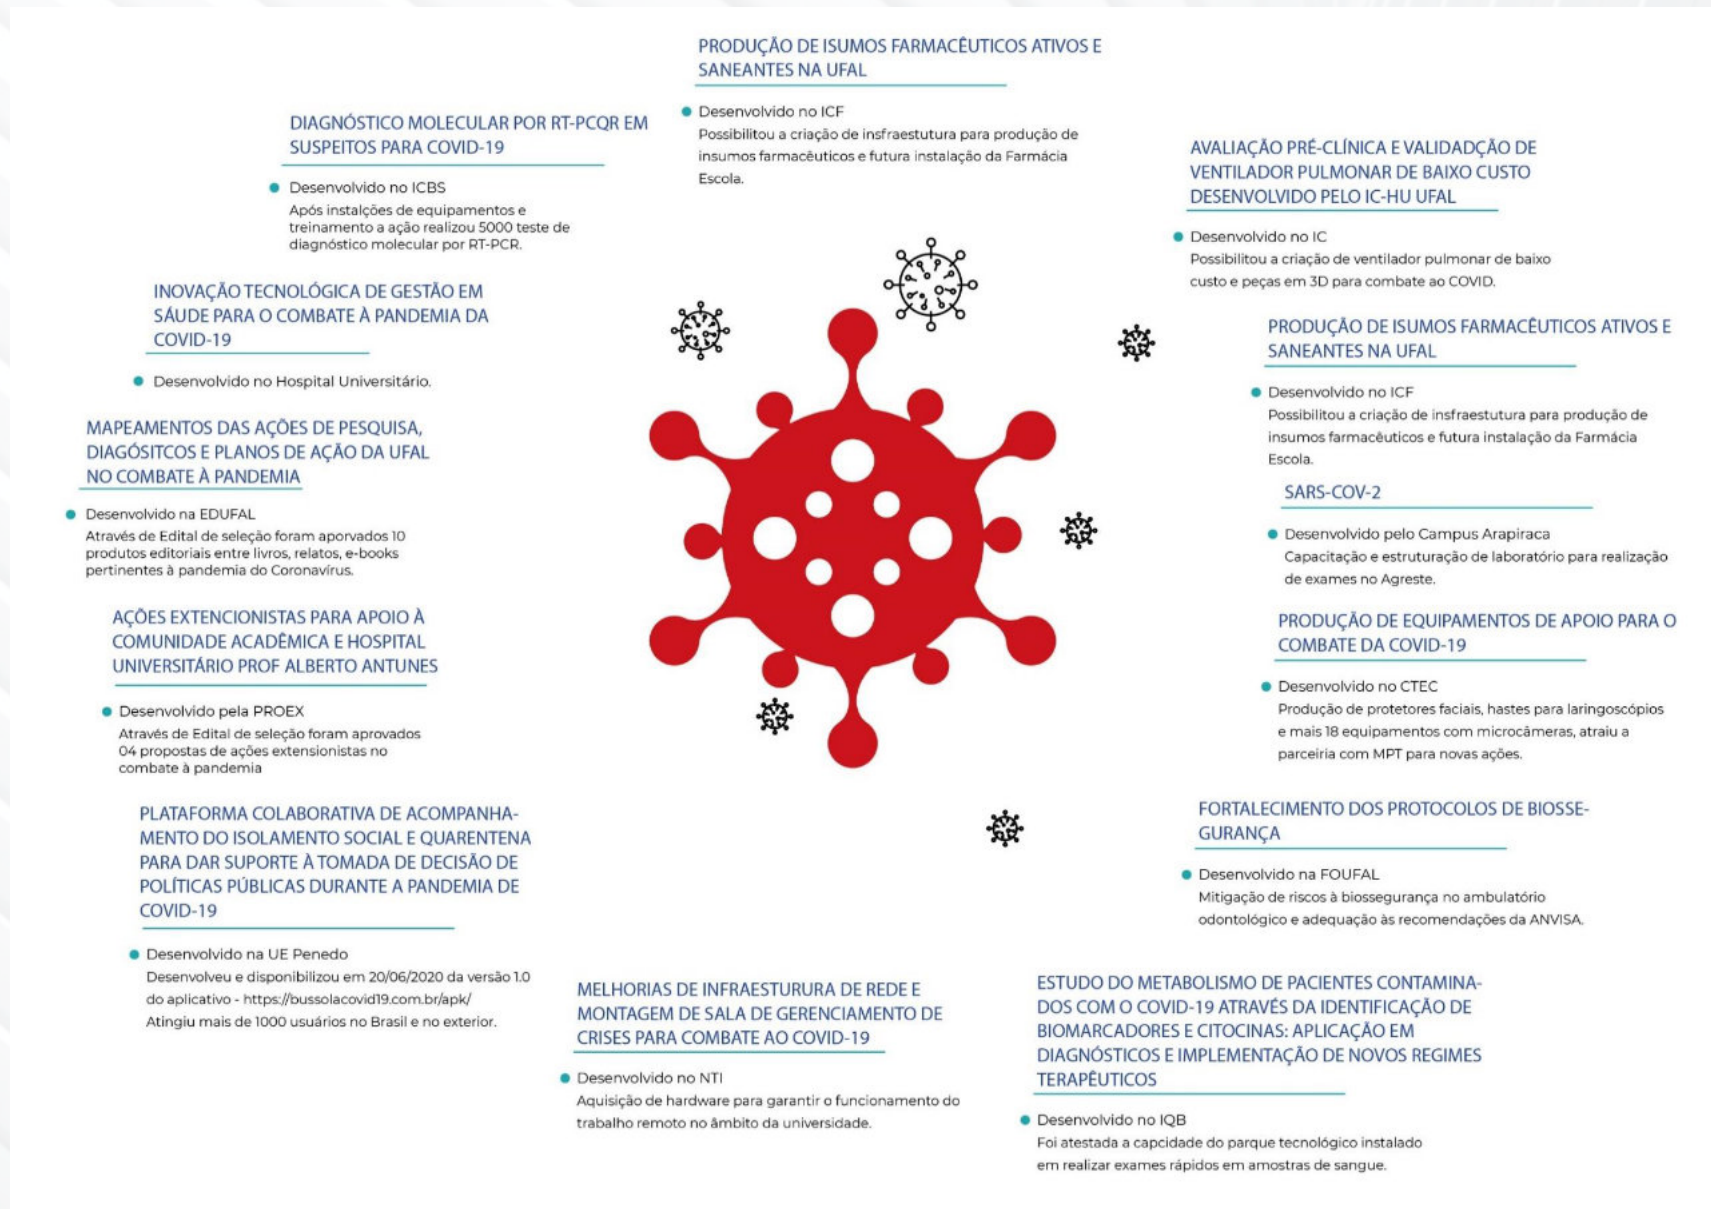 PRODUÇÃO DE ISUMOS FARMACÊUTICOS ATIVOS E
SANEANTES NA UFAL
Desenvolvido no ICF
Possibilitou a criação de insfraestutura para produção de
insumos farmacêuticos e futura instalação da Farmácia
Escola.
DIAGNÓSTICO MOLECULAR POR RT-PCQR EM
SUSPEITOS PARA COVID-19
Desenvolvido no ICBS
Após instalções de equipamentos e
treinamento a ação realizou 5000 teste de
diagnóstico molecular por RT-PCR.
INOVAÇÃO TECNOLÓGICA DE GESTÃO EM
SÁUDE PARA O COMBATE À PANDEMIA DA
COVID-19
Desenvolvido no Hospital Universitário.
MAPEAMENTOS DAS AÇÕES DE PESQUISA,
DIAGÓSITCOS E PLANOS DE AÇÃO DA UFAL
NO COMBATE À PANDEMIA
Desenvolvido na EDUFAL
Através de Edital de seleção foram aporvados 10
produtos editoriais entre livros, relatos, e-books
pertinentes à pandemia do Coronavírus.
AÇÕES EXTENCIONISTAS PARA APOIO À
COMUNIDADE ACADÊMICA E HOSPITAL
UNIVERSITÁRIO PROF ALBERTO ANTUNES
Desenvolvido pela PROEX
Através de Edital de seleção foram aprovados
04 propostas de ações extensionistas no
combate à pandemia
PLATAFORMA COLABORATIVA DE ACOMPANHA-
MENTO DO ISOLAMENTO SOCIAL E QUARENTENA
PARA DAR SUPORTE À TOMADA DE DECISÃO DE
POLÍTICAS PÚBLICAS DURANTE A PANDEMIA DE
COVID-19
Desenvolvido na UE Penedo
Desenvolveu e disponibilizou em 20/06/2020 da versão 1.0
do aplicativo - https://bussolacovid19.com.br/apk/
Atingiu mais de 1000 usuários no Brasil e no exterior.
MELHORIAS DE INFRAESTURURA DE REDE E
MONTAGEM DE SALA DE GERENCIAMENTO DE
CRISES PARA COMBATE AO COVID-19
Desenvolvido no NTI
Aquisição de hardware para garantir o funcionamento do
trabalho remoto no âmbito da universidade.
AVALIAÇÃO PRÉ-CLÍNICA E VALIDADÇÃO DE
VENTILADOR PULMONAR DE BAIXO CUSTO
DESENVOLVIDO PELO IC-HU UFAL
Desenvolvido no IC
Possibilitou a criação de ventilador pulmonar de baixo
custo e peças em 3D para combate ao COVID.
PRODUÇÃO DE ISUMOS FARMACÊUTICOS ATIVOS E
SANEANTES NA UFAL
Desenvolvido no ICF
Possibilitou a criação de insfraestutura para produção de
insumos farmacêuticos e futura instalação da Farmácia
Escola.
SARS-COV-2
Desenvolvido pelo Campus Arapiraca
Capacitação e estruturação de laboratório para realização
de exames no Agreste.
PRODUÇÃO DE EQUIPAMENTOS DE APOIO PARA O
COMBATE DA COVID-19
Desenvolvido no CTEC
Produção de protetores faciais, hastes para laringoscópios
e mais 18 equipamentos com microcâmeras, atraiu a
parceiria com MPT para novas ações.
FORTALECIMENTO DOS PROTOCOLOS DE BIOSSE-
GURANÇA
Desenvolvido na FOUFAL
Mitigação de riscos à biossegurança no ambulatório
odontológico e adequação às recomendações da ANVISA.
ESTUDO DO METABOLISMO DE PACIENTES CONTAMINA-
DOS COM O COVID-19 ATRAVÉS DA IDENTIFICAÇÃO DE
BIOMARCADORES E CITOCINAS: APLICAÇÃO EM
DIAGNÓSTICOS E IMPLEMENTAÇÃO DE NOVOS REGIMES
TERAPÊUTICOS
Desenvolvido no IQB
Foi atestada a capcidade do parque tecnológico instalado
em realizar exames rápidos em amostras de sangue.